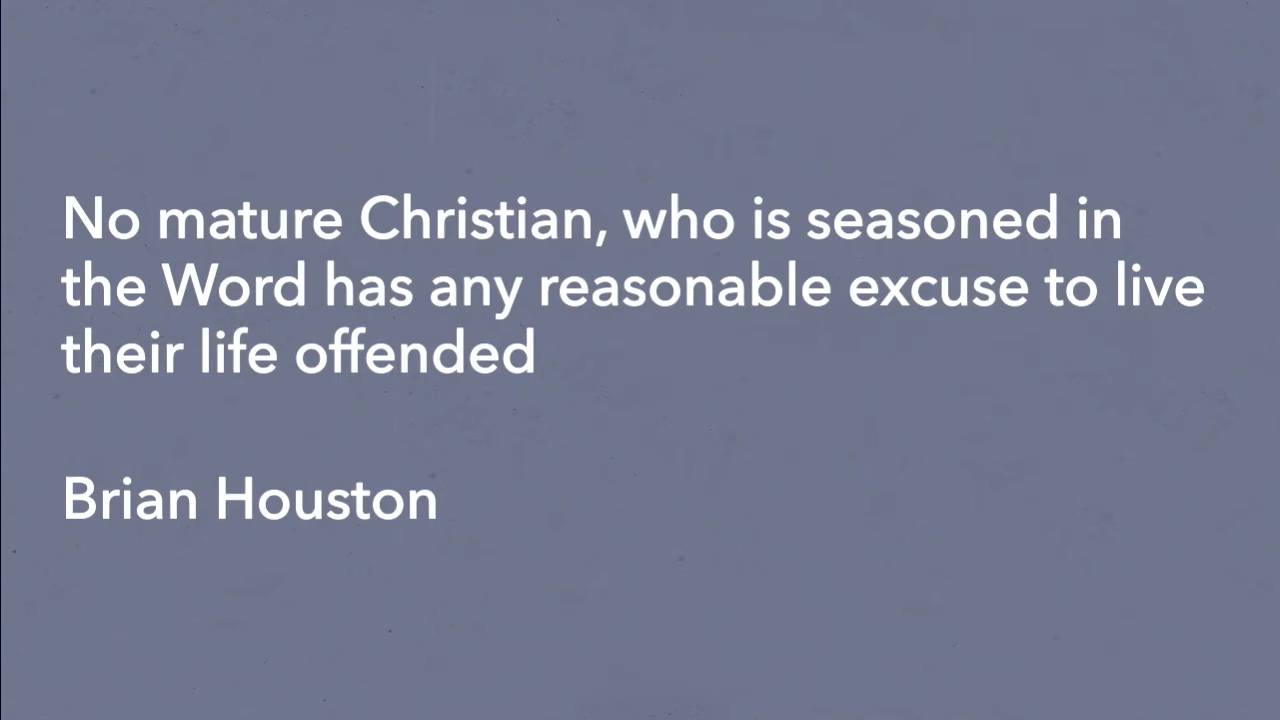 No mature Christian, who is seasoned in
the Word has any reasonable excuse to live
their life offended
Brian Houston